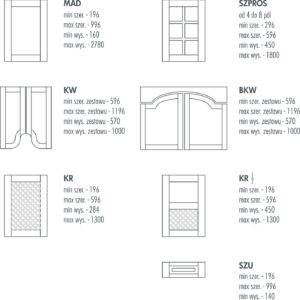 MAD
min szer. -196
max szer. -996
min wys. -160
max wys. - 2780
SZPROS
od 4 do 8 pól
min szer. -296
max szer. - 596
min wys. -450
max wys. - 1800
KW
min szer. zestawu - 596
max szer. zestawu - 1196
min wys. zestawu - 570
max wys. zestawu - 1000
BKW
min szer. zestawu - 596
max szer. zestawu - 1196
min wys. zestawu - 570
max wys. zestawu - 1000
KR
min szer. -196
max szer. -596
min wys. -284
max wys. -1300
KR ½
min szer. -196
max szer. -596
min wys. -450
max wys. -1300
SZU
min szer. -196
max szer. -996
min wys. -140